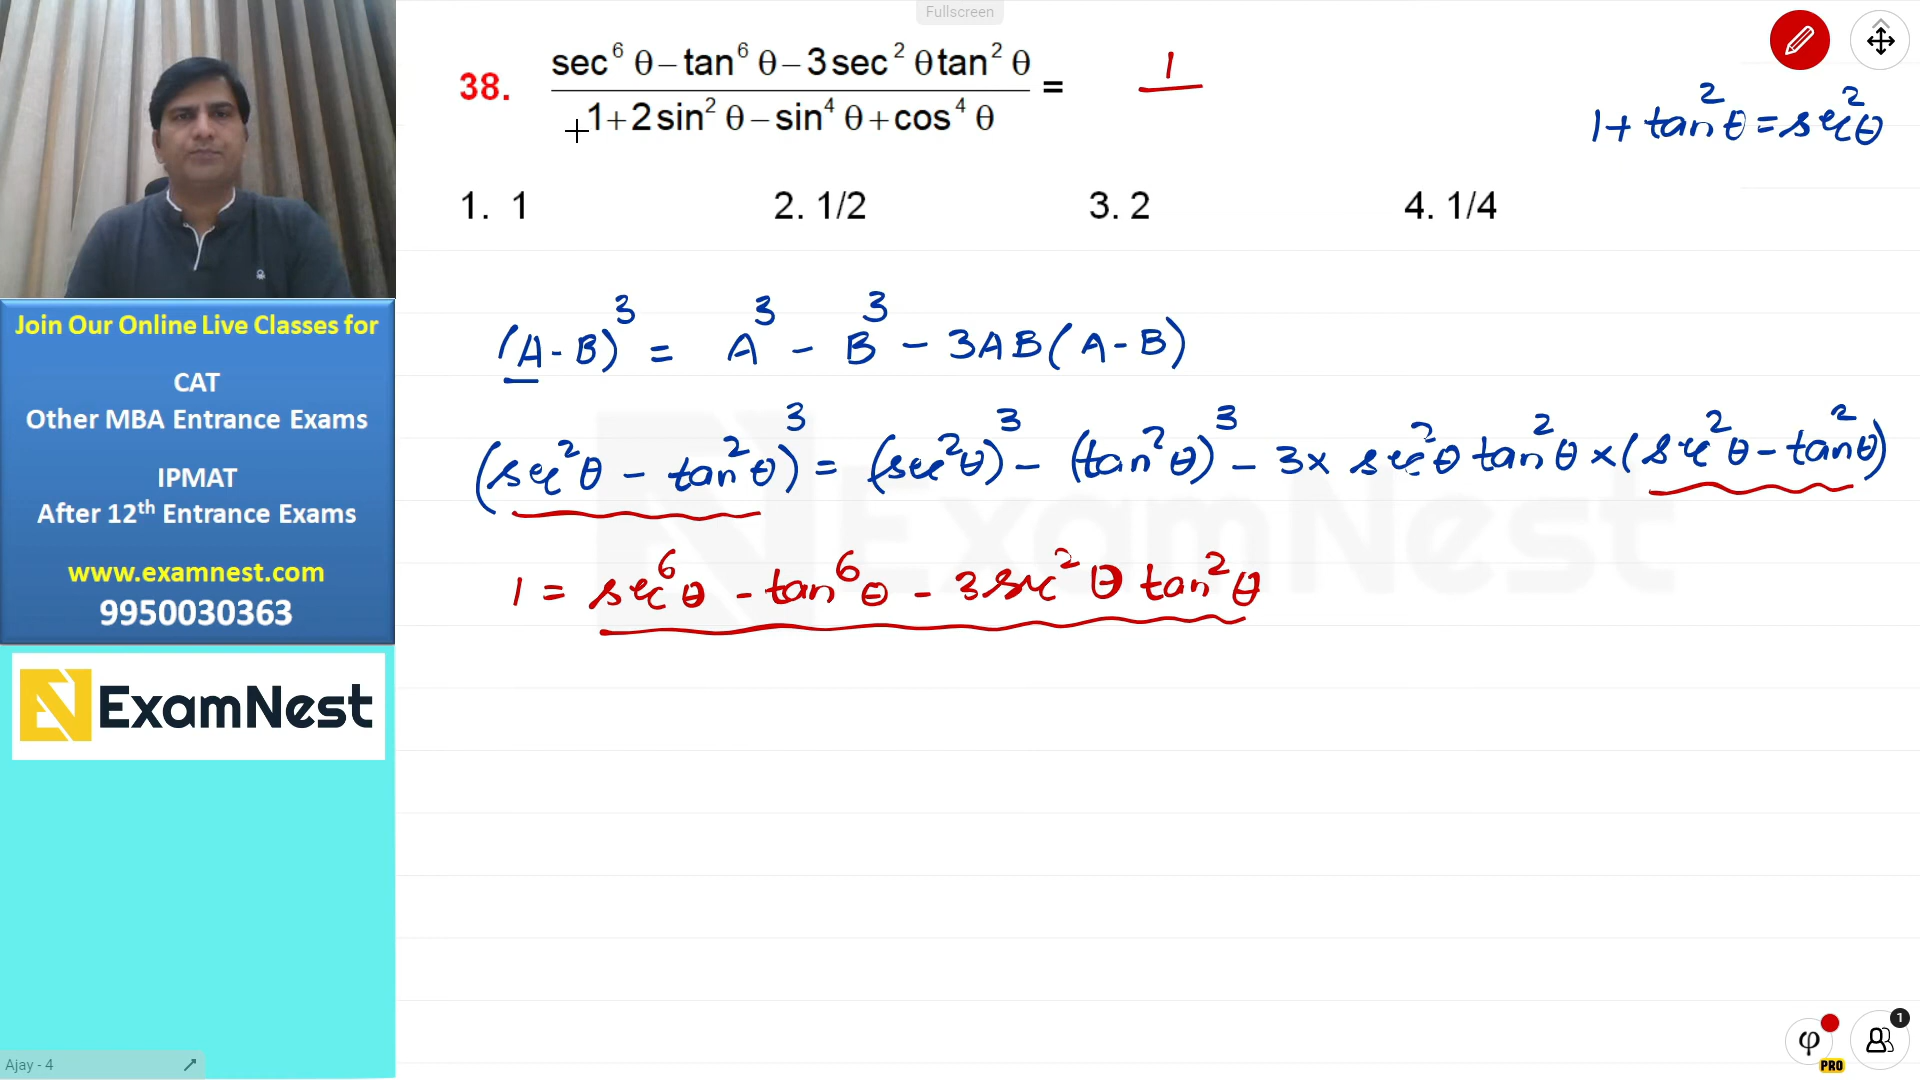 Fullscreen
38. sec⁶ θ – tan⁶ θ – 3 sec² θ tan² θ = 1
1 + 2 sin² θ – sin⁴ θ + cos⁴ θ
1 + tan²θ = sec²θ
1. 1 2. 1/2 3. 2 4. 1/4
(A - B)³ = A³ - B³ - 3AB(A - B)
(sec²θ - tan²θ)³ = (sec²θ)³ - (tan²θ)³ - 3× sec²θ tan²θ ×(sec²θ - tan²θ)
1 = sec⁶θ - tan⁶θ - 3 sec²θ tan²θ
Join Our Online Live Classes for
CAT
Other MBA Entrance Exams
IPMAT
After 12th Entrance Exams
www.examnest.com
9950030363
ExamNest
ExamNest
Ajay - 4
φ
PRO
1